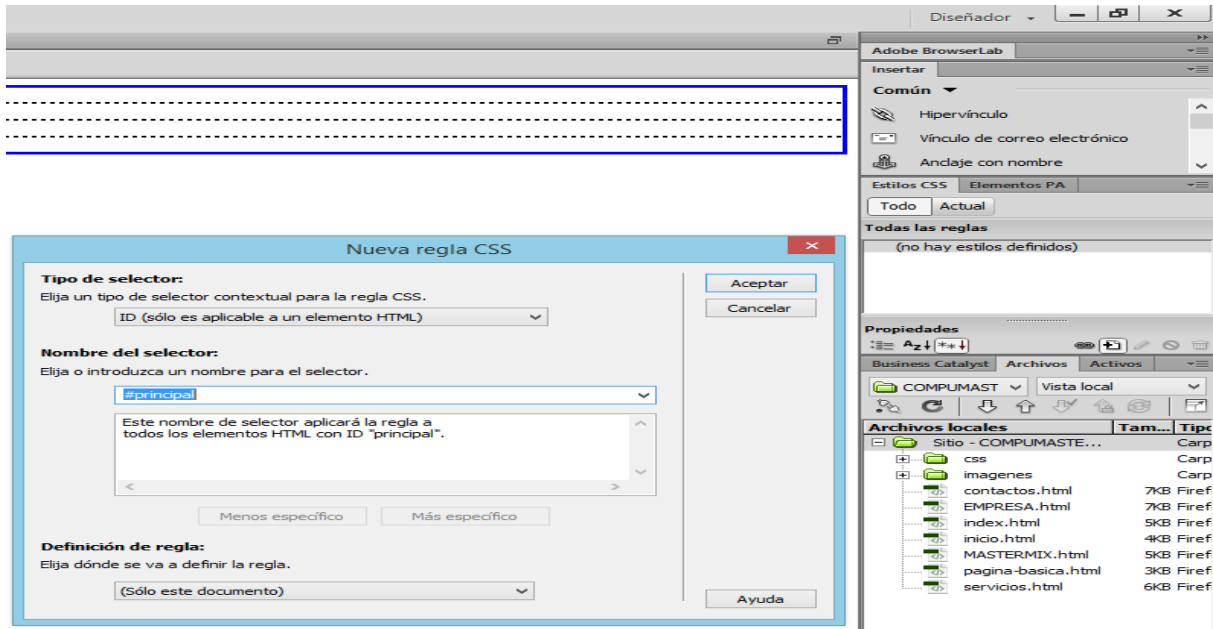 Diseñador
Adobe BrowserLab
Insertar
Común
Hipervínculo
Vínculo de correo electrónico
Anclaje con nombre
Estilos CSS Elementos PA
Todo Actual
Todas las reglas
(no hay estilos definidos)
Nueva regla CSS
Tipo de selector:
Elija un tipo de selector contextual para la regla CSS.
ID (sólo es aplicable a un elemento HTML)
Nombre del selector:
Elija o introduzca un nombre para el selector.
#principal
Este nombre de selector aplicará la regla a
todos los elementos HTML con ID "principal".
Menos específico Más específico
Definición de regla:
Elija dónde se va a definir la regla.
(Sólo este documento)
Aceptar
Cancelar
Ayuda
Propiedades
Business Catalyst Archivos Activos
COMPUMAST Vista local
Archivos locales Tam... Tipo
Sitio - COMPUMASTE... Carp
css Carp
imagenes Carp
contactos.html 7KB Firef
EMPRESA.html 7KB Firef
index.html 5KB Firef
inicio.html 4KB Firef
MASTERMIX.html 5KB Firef
pagina-basica.html 3KB Firef
servicios.html 6KB Firef